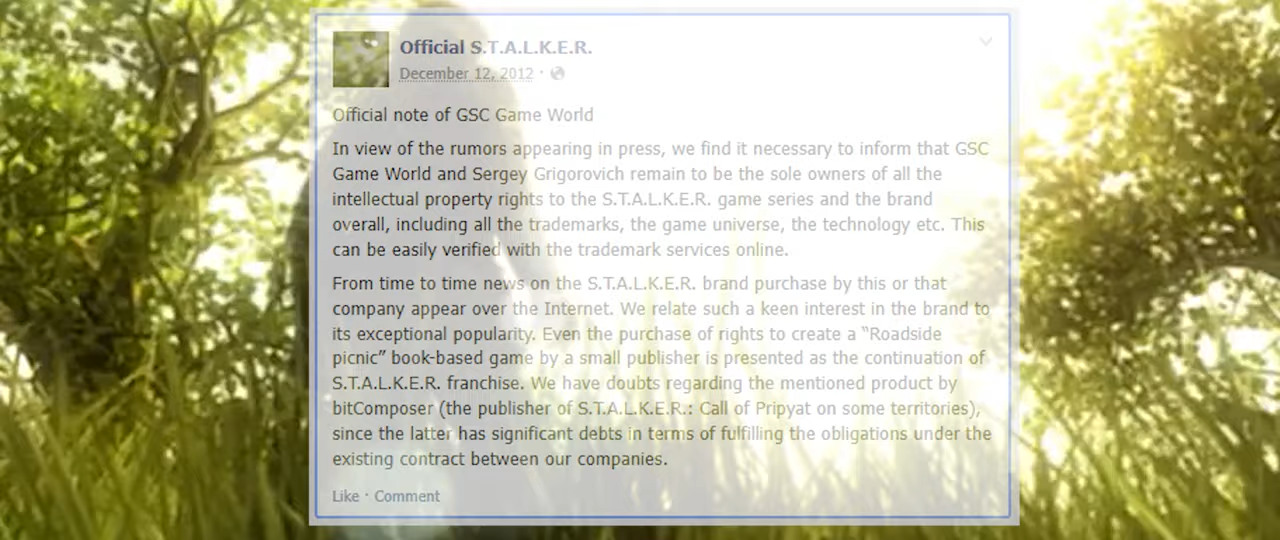 Official S.T.A.L.K.E.R.
December 12, 2012 ·
Official note of GSC Game World
In view of the rumors appearing in press, we find it necessary to inform that GSC
Game World and Sergey Grigorovich remain to be the sole owners of all the
intellectual property rights to the S.T.A.L.K.E.R. game series and the brand
overall, including all the trademarks, the game universe, the technology etc. This
can be easily verified with the trademark services online.
From time to time news on the S.T.A.L.K.E.R. brand purchase by this or that
company appear over the Internet. We relate such a keen interest in the brand to
its exceptional popularity. Even the purchase of rights to create a “Roadside
picnic” book-based game by a small publisher is presented as the continuation of
S.T.A.L.K.E.R. franchise. We have doubts regarding the mentioned product by
bitComposer (the publisher of S.T.A.L.K.E.R.: Call of Pripyat on some territories),
since the latter has significant debts in terms of fulfilling the obligations under the
existing contract between our companies.
Like · Comment